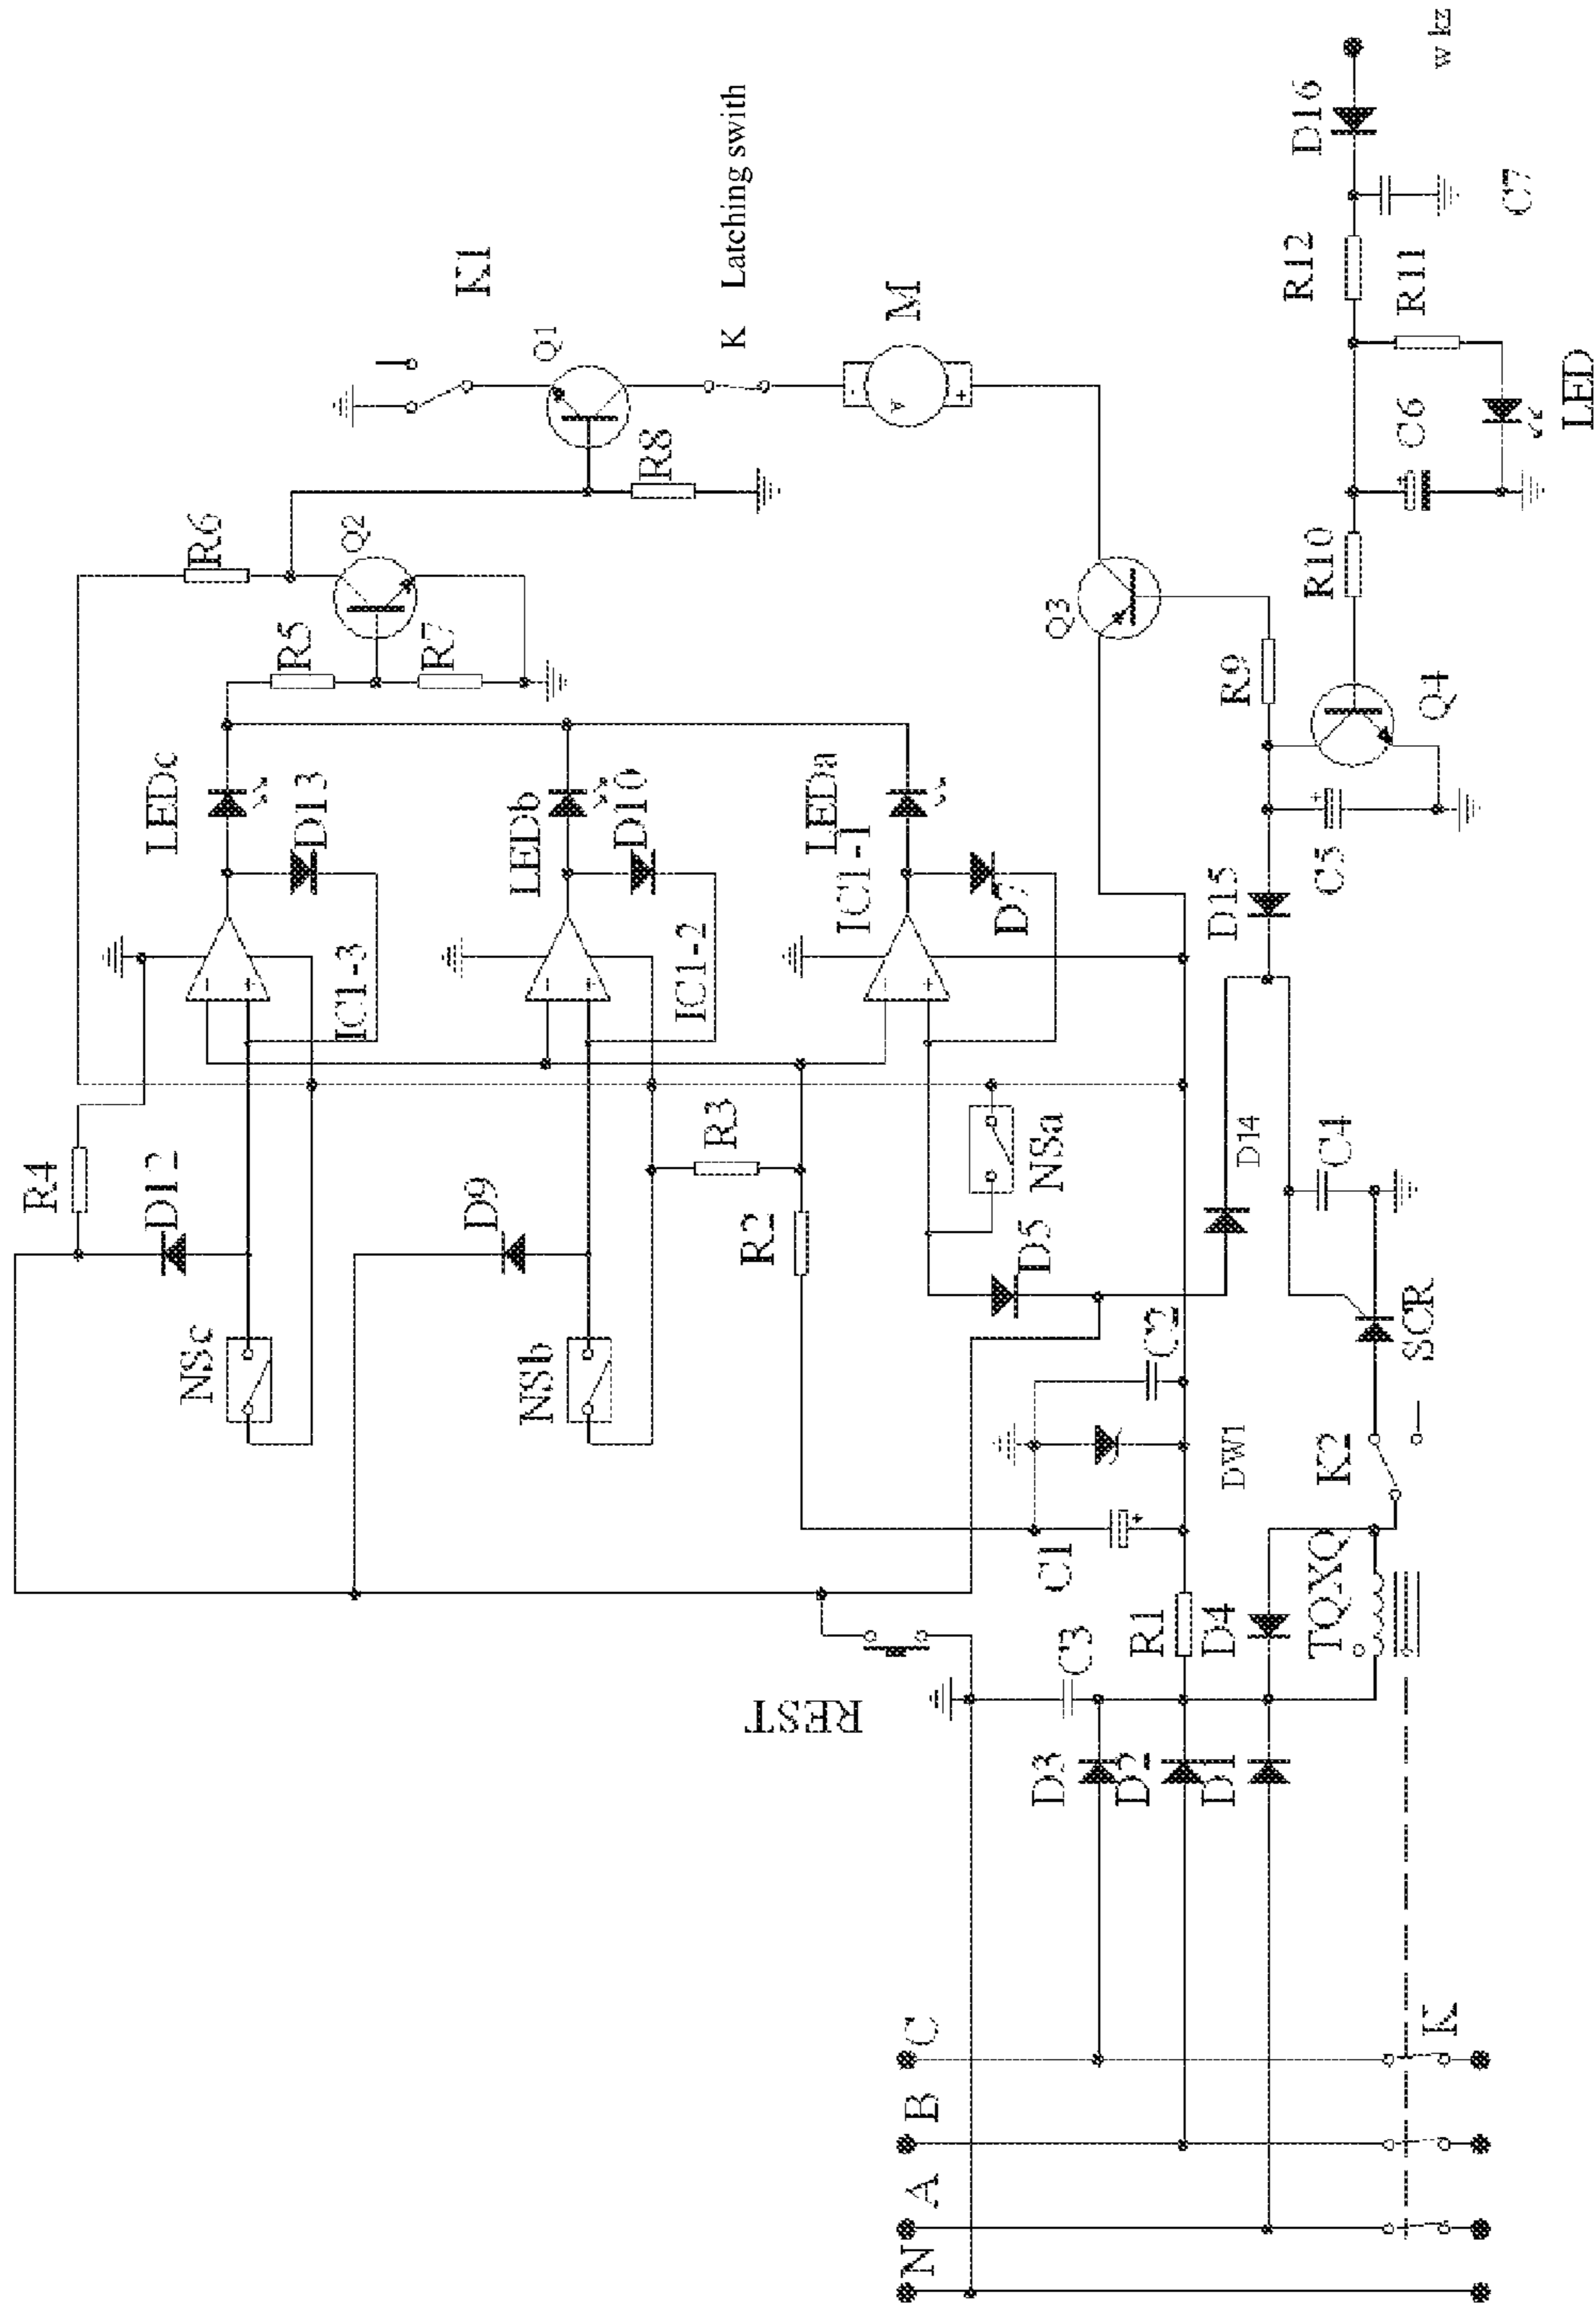 R4
D12
NSc
LEDc
D13
IC1-3
R6
Q2
R5
R7
K1
Q1
K Latching swith
R8
M
A
-
+
D9
NSb
LEDb
D10
IC1-2
R3
R2
LEDa
IC1-1
D7
NSa
D5
Q3
R9
REST
C1
C2
DW1
C3
R1
D4
D3
D2
D1
TQXQ
K2
SCR
C4
D14
D15
C5
Q4
R10
C6
R12
R11
LED
D16
C7
w kz
N
A
B
C
K